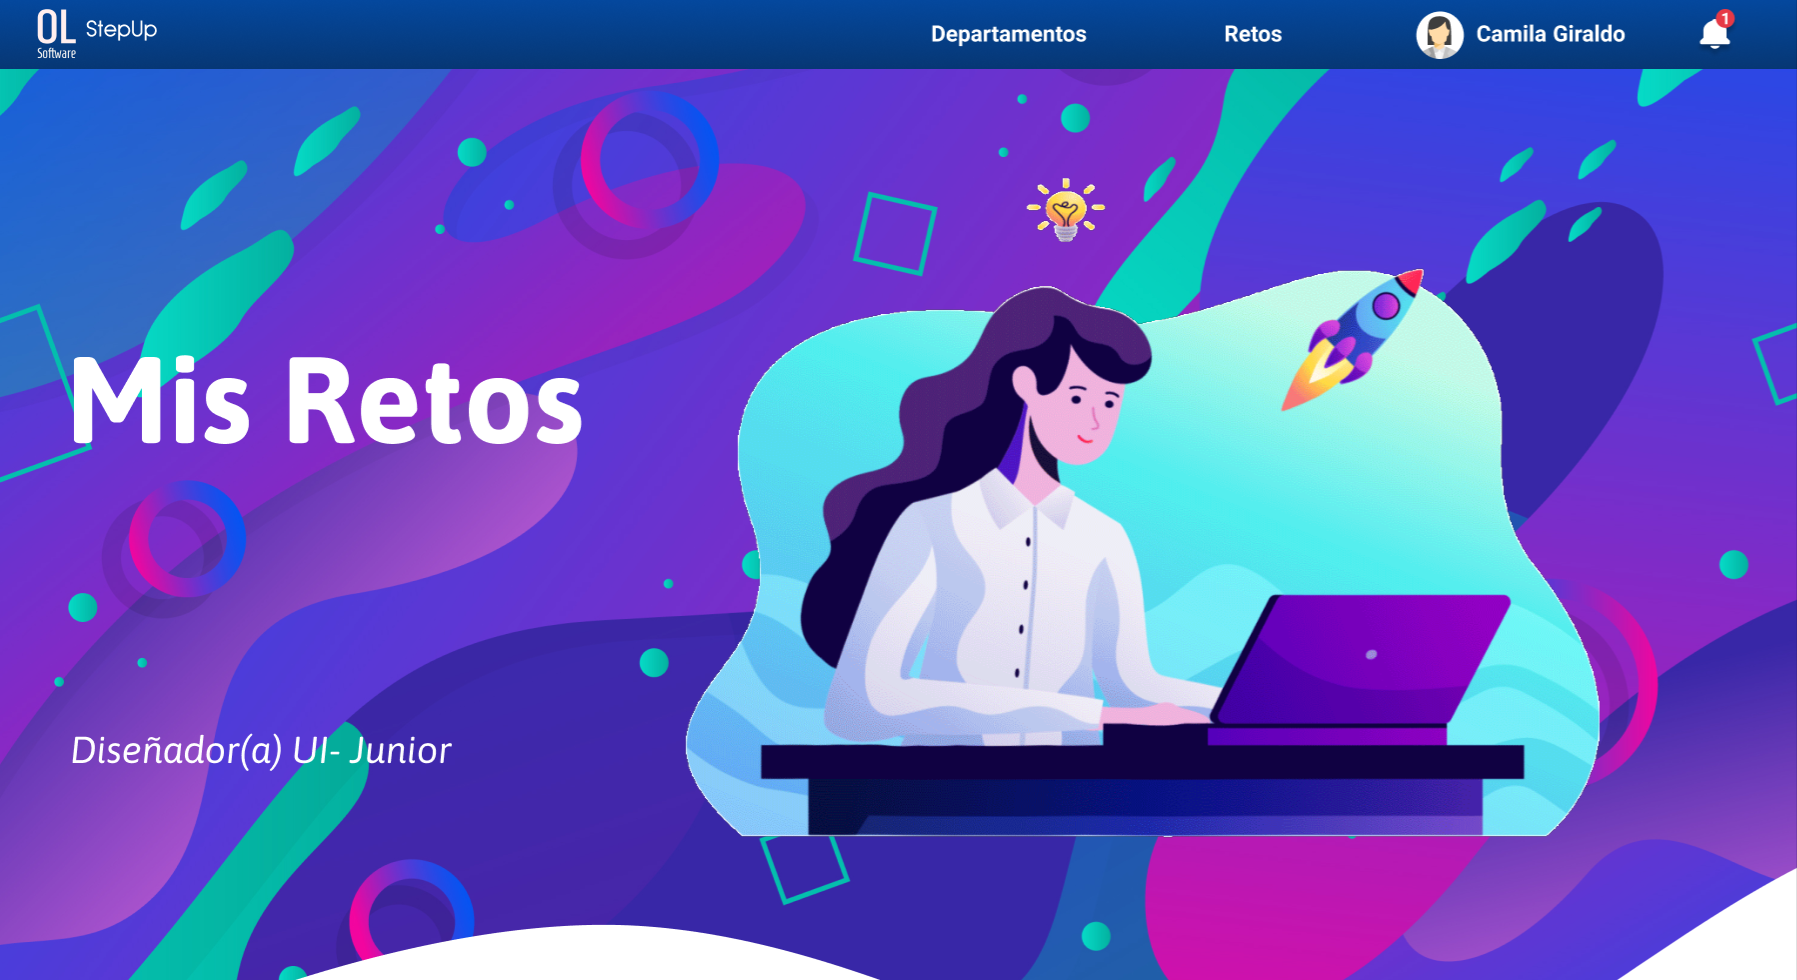 OL
Software
StepUp
Departamentos
Retos
Camila Giraldo
1
Mis Retos
Diseñador(a) UI- Junior